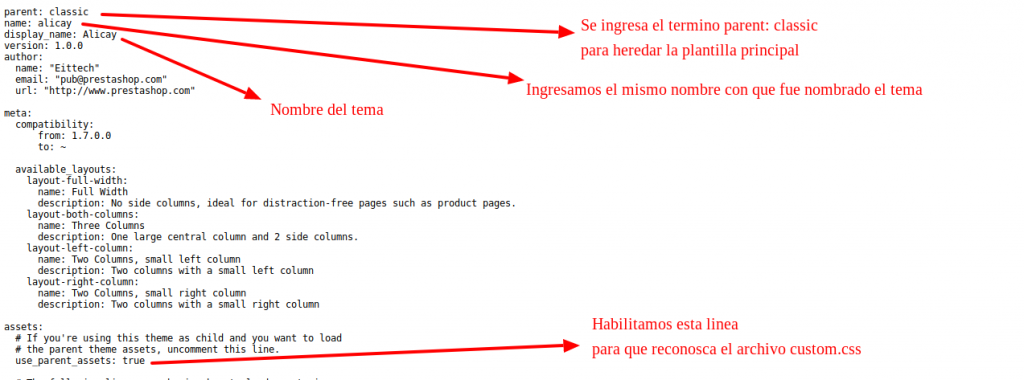 parent: classic
name: alicay
display_name: Alicay
version: 1.0.0
author:
name: "Eittech"
email: "pub@prestashop.com"
url: "http://www.prestashop.com"
Se ingresa el termino parent: classic
para heredar la plantilla principal
Ingresamos el mismo nombre con que fue nombrado el tema
Nombre del tema
meta:
compatibility:
from: 1.7.0.0
to: ~
available_layouts:
layout-full-width:
name: Full Width
description: No side columns, ideal for distraction-free pages such as product pages.
layout-both-columns:
name: Three Columns
description: One large central column and 2 side columns.
layout-left-column:
name: Two Columns, small left column
description: Two columns with a small left column
layout-right-column:
name: Two Columns, small right column
description: Two columns with a small right column
assets:
# If you're using this theme as child and you want to load
# the parent theme assets, uncomment this line.
use_parent_assets: true
Habilitamos esta linea
para que reconosca el archivo custom.css